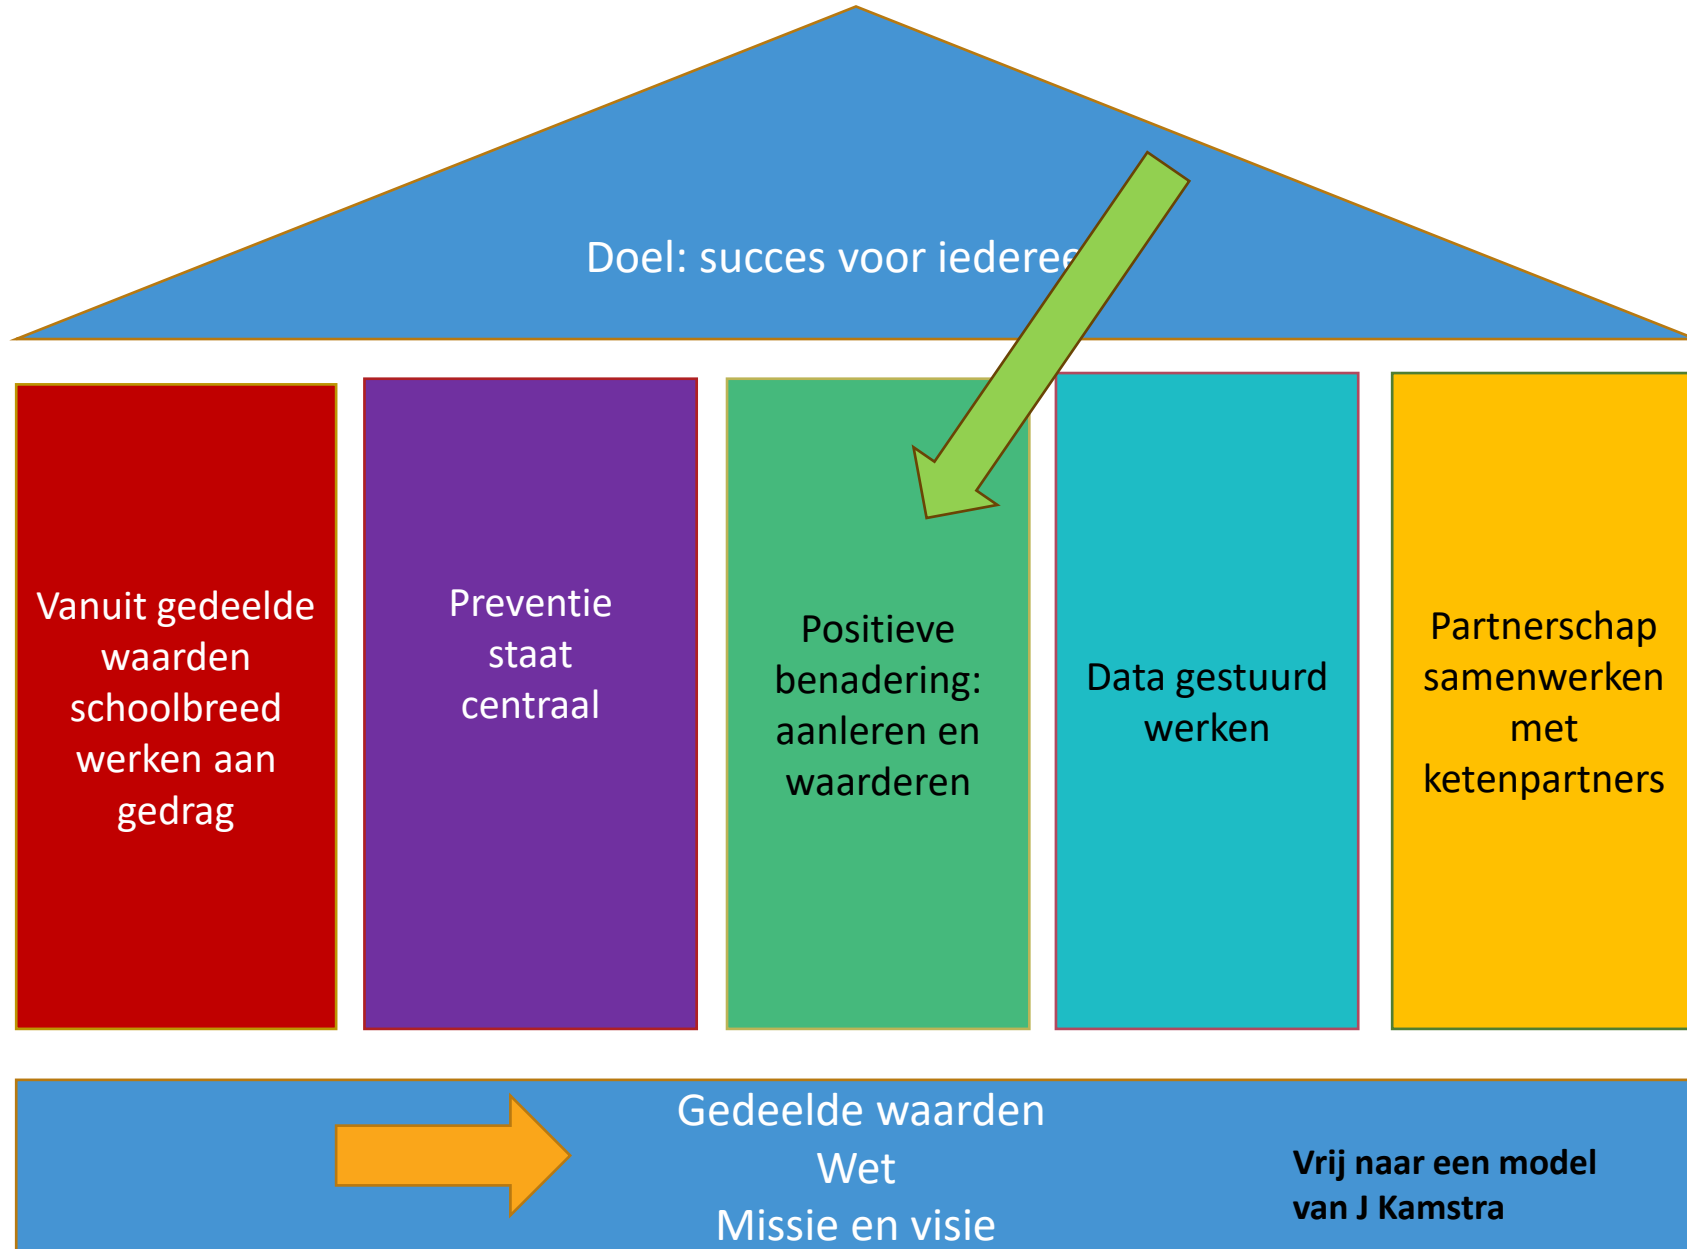 Doel: succes voor iederee
Vanuit gedeelde
waarden
schoolbreed
werken aan
gedrag
Preventie
staat
centraal
Positieve
benadering:
aanleren en
waarderen
Data gestuurd
werken
Partnerschap
samenwerken
met
ketenpartners
Gedeelde waarden
Wet
Missie en visie
Vrij naar een model
van J Kamstra